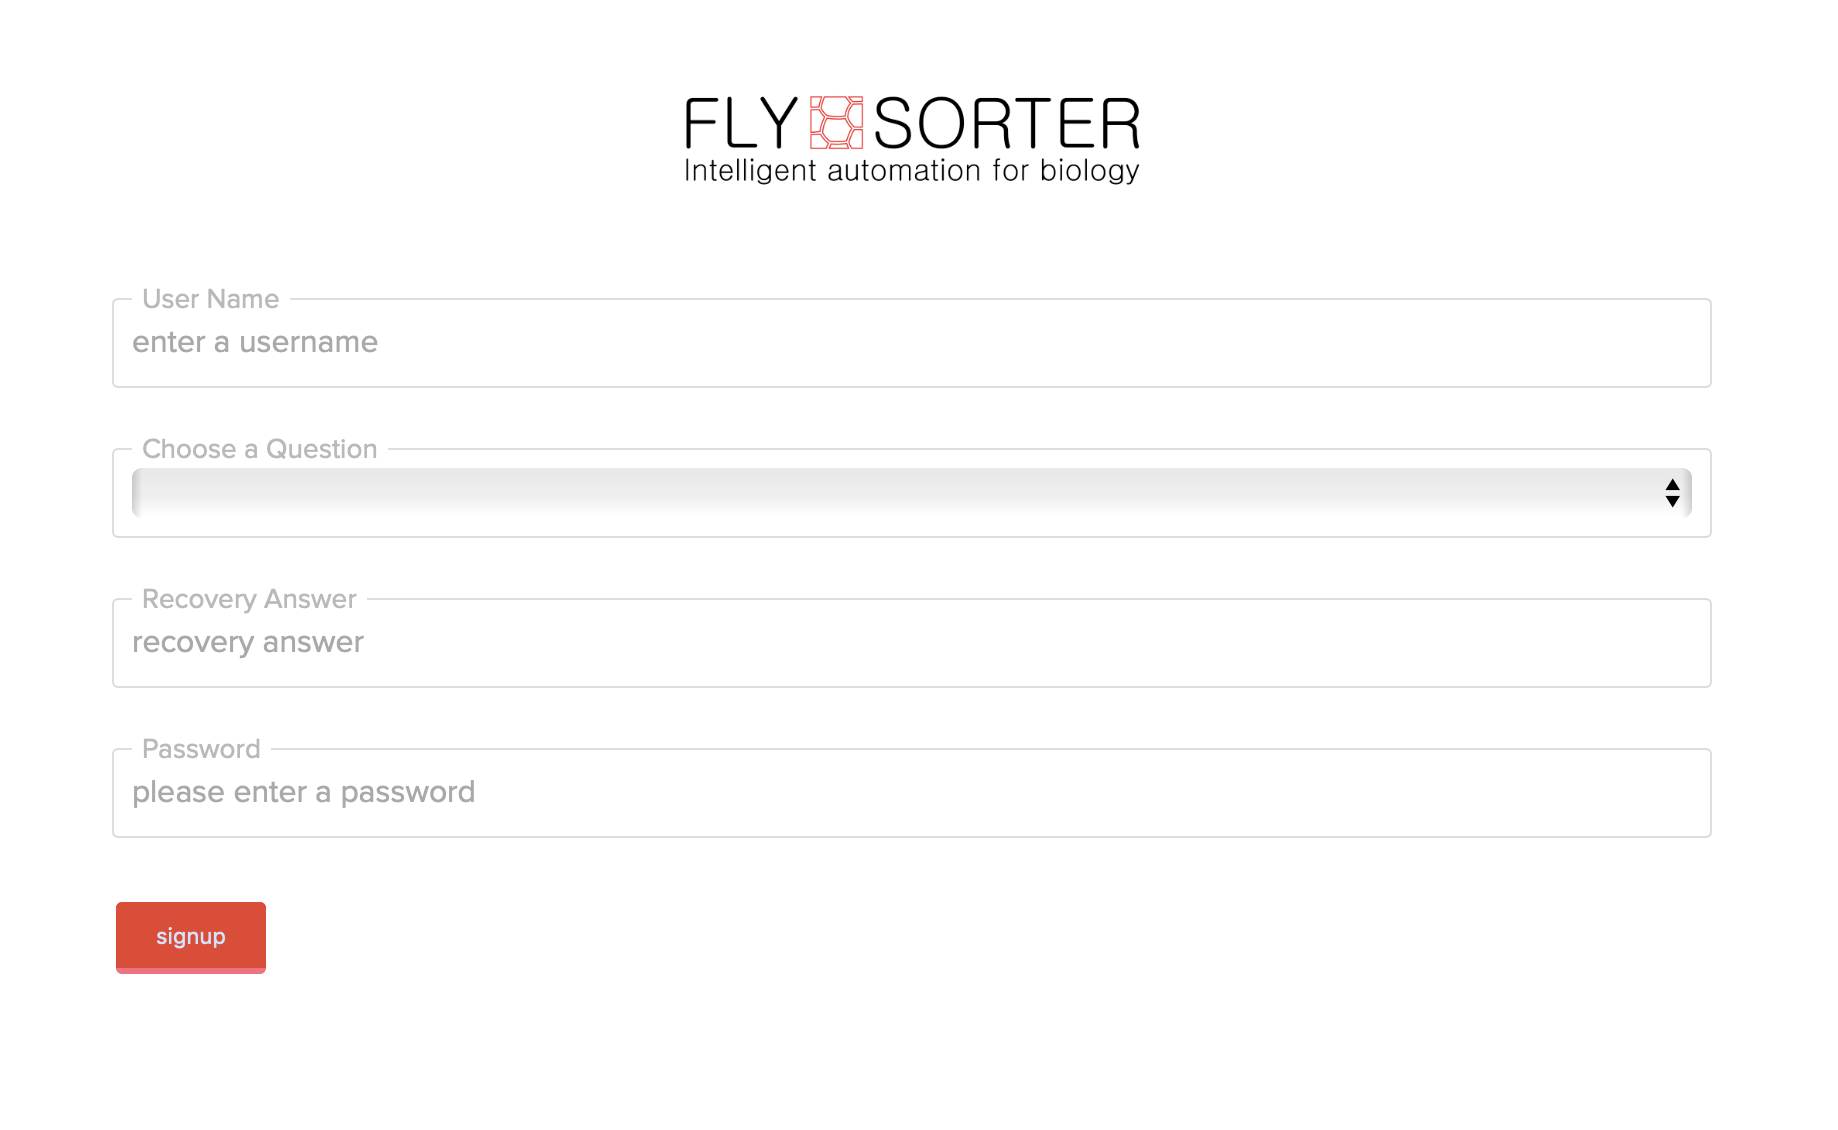 FLY SORTER
Intelligent automation for biology
User Name
enter a username
Choose a Question
Recovery Answer
recovery answer
Password
please enter a password
signup